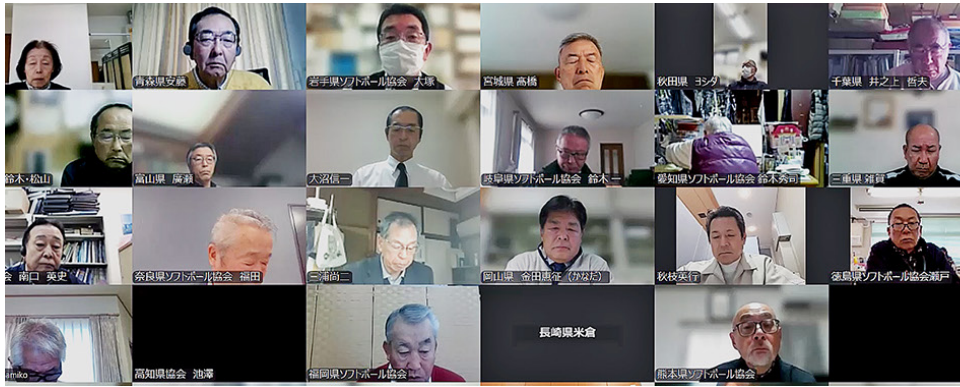 青森県安藤
岩手県ソフトボール協会 大塚
宮城県 高橋
秋田県 ヨシダ
千葉県 井之上 哲夫
鈴木・松山
富山県 廣瀬
大沼信一
岐阜県ソフトボール協会 鈴木 一
愛知県ソフトボール協会 鈴木秀司
三重県 雑賀
会 南口 英史
奈良県ソフトボール協会 福田
三浦尚二
岡山県 金田恵征（かなだ）
秋枝英行
徳島県ソフトボール協会瀬戸
amiko
高知県協会 池澤
福岡県ソフトボール協会
長崎県米倉
熊本県ソフトボール協会